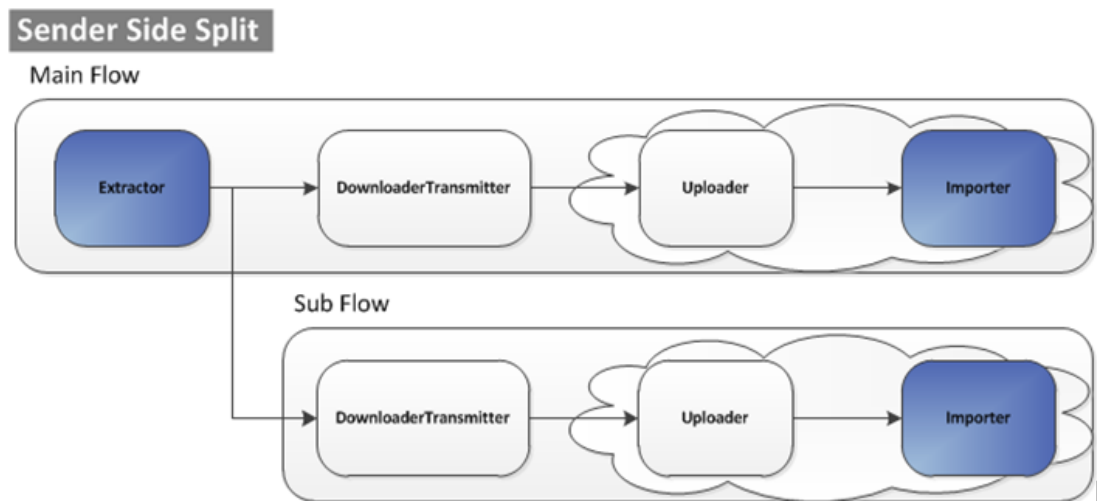 Sender Side Split
Main Flow
Extractor
DownloaderTransmitter
Uploader
Importer
Sub Flow
DownloaderTransmitter
Uploader
Importer